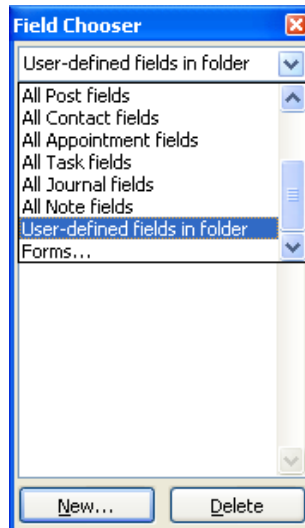 Field Chooser
User-defined fields in folder
All Post fields
All Contact fields
All Appointment fields
All Task fields
All Journal fields
All Note fields
User-defined fields in folder
Forms...
New...
Delete